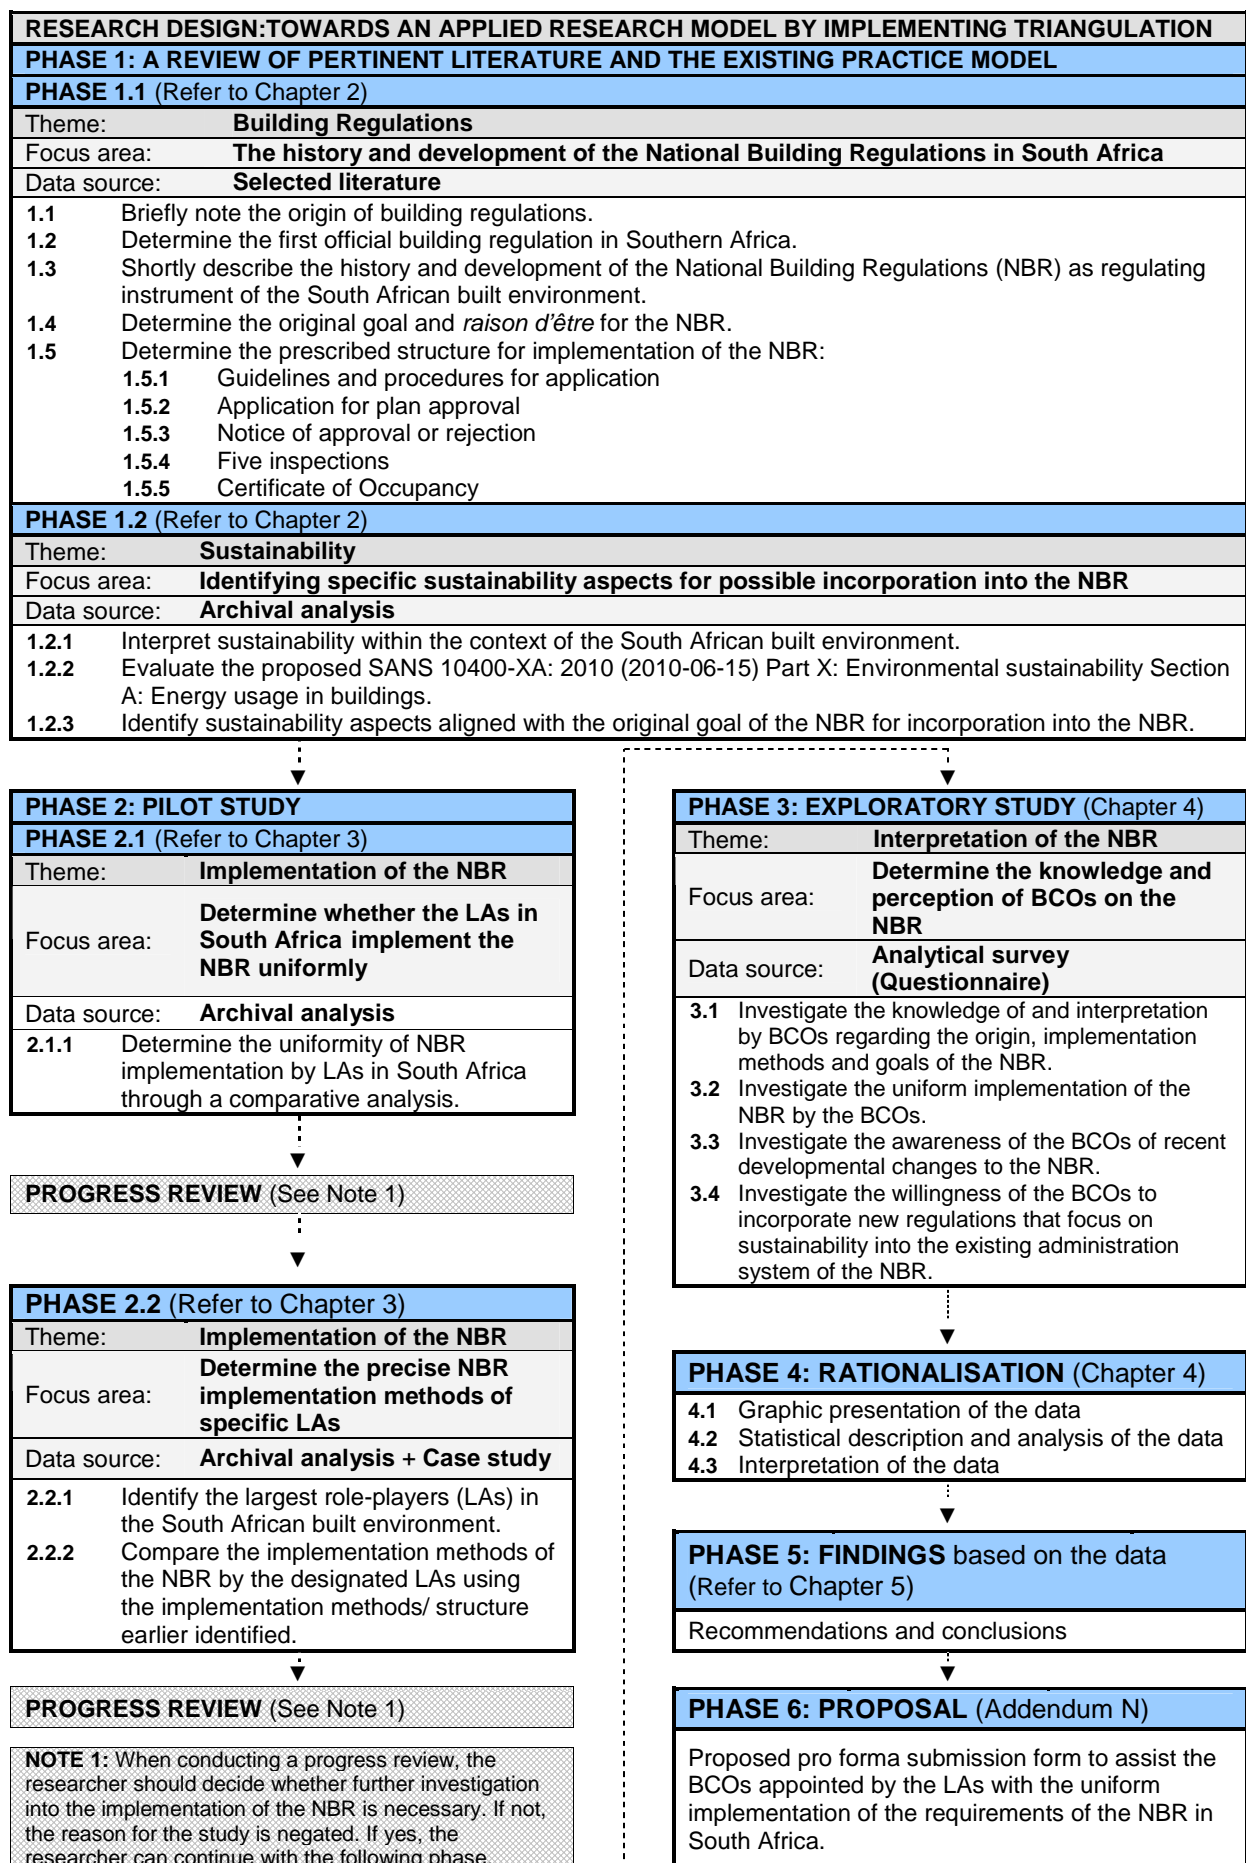 RESEARCH DESIGN:TOWARDS AN APPLIED RESEARCH MODEL BY IMPLEMENTING TRIANGULATION
PHASE 1: A REVIEW OF PERTINENT LITERATURE AND THE EXISTING PRACTICE MODEL
PHASE 1.1 (Refer to Chapter 2)
Theme: Building Regulations
Focus area: The history and development of the National Building Regulations in South Africa
Data source: Selected literature
1.1 Briefly note the origin of building regulations.
1.2 Determine the first official building regulation in Southern Africa.
1.3 Shortly describe the history and development of the National Building Regulations (NBR) as regulating
instrument of the South African built environment.
1.4 Determine the original goal and raison d'être for the NBR.
1.5 Determine the prescribed structure for implementation of the NBR:
1.5.1 Guidelines and procedures for application
1.5.2 Application for plan approval
1.5.3 Notice of approval or rejection
1.5.4 Five inspections
1.5.5 Certificate of Occupancy
PHASE 1.2 (Refer to Chapter 2)
Theme: Sustainability
Focus area: Identifying specific sustainability aspects for possible incorporation into the NBR
Data source: Archival analysis
1.2.1 Interpret sustainability within the context of the South African built environment.
1.2.2 Evaluate the proposed SANS 10400-XA: 2010 (2010-06-15) Part X: Environmental sustainability Section
A: Energy usage in buildings.
1.2.3 Identify sustainability aspects aligned with the original goal of the NBR for incorporation into the NBR.
PHASE 2: PILOT STUDY
PHASE 2.1 (Refer to Chapter 3)
Theme: Implementation of the NBR
Focus area: Determine whether the LAs in
South Africa implement the
NBR uniformly
Data source: Archival analysis
2.1.1 Determine the uniformity of NBR
implementation by LAs in South Africa
through a comparative analysis.
PROGRESS REVIEW (See Note 1)
PHASE 2.2 (Refer to Chapter 3)
Theme: Implementation of the NBR
Focus area: Determine the precise NBR
implementation methods of
specific LAs
Data source: Archival analysis + Case study
2.2.1 Identify the largest role-players (LAs) in
the South African built environment.
2.2.2 Compare the implementation methods of
the NBR by the designated LAs using
the implementation methods/ structure
earlier identified.
PROGRESS REVIEW (See Note 1)
NOTE 1: When conducting a progress review, the
researcher should decide whether further investigation
into the implementation of the NBR is necessary. If not,
the reason for the study is negated. If yes, the
researcher can continue with the following phase.
PHASE 3: EXPLORATORY STUDY (Chapter 4)
Theme: Interpretation of the NBR
Focus area: Determine the knowledge and
perception of BCOs on the
NBR
Data source: Analytical survey
(Questionnaire)
3.1 Investigate the knowledge of and interpretation
by BCOs regarding the origin, implementation
methods and goals of the NBR.
3.2 Investigate the uniform implementation of the
NBR by the BCOs.
3.3 Investigate the awareness of the BCOs of recent
developmental changes to the NBR.
3.4 Investigate the willingness of the BCOs to
incorporate new regulations that focus on
sustainability into the existing administration
system of the NBR.
PHASE 4: RATIONALISATION (Chapter 4)
4.1 Graphic presentation of the data
4.2 Statistical description and analysis of the data
4.3 Interpretation of the data
PHASE 5: FINDINGS based on the data
(Refer to Chapter 5)
Recommendations and conclusions
PHASE 6: PROPOSAL (Addendum N)
Proposed pro forma submission form to assist the
BCOs appointed by the LAs with the uniform
implementation of the requirements of the NBR in
South Africa.